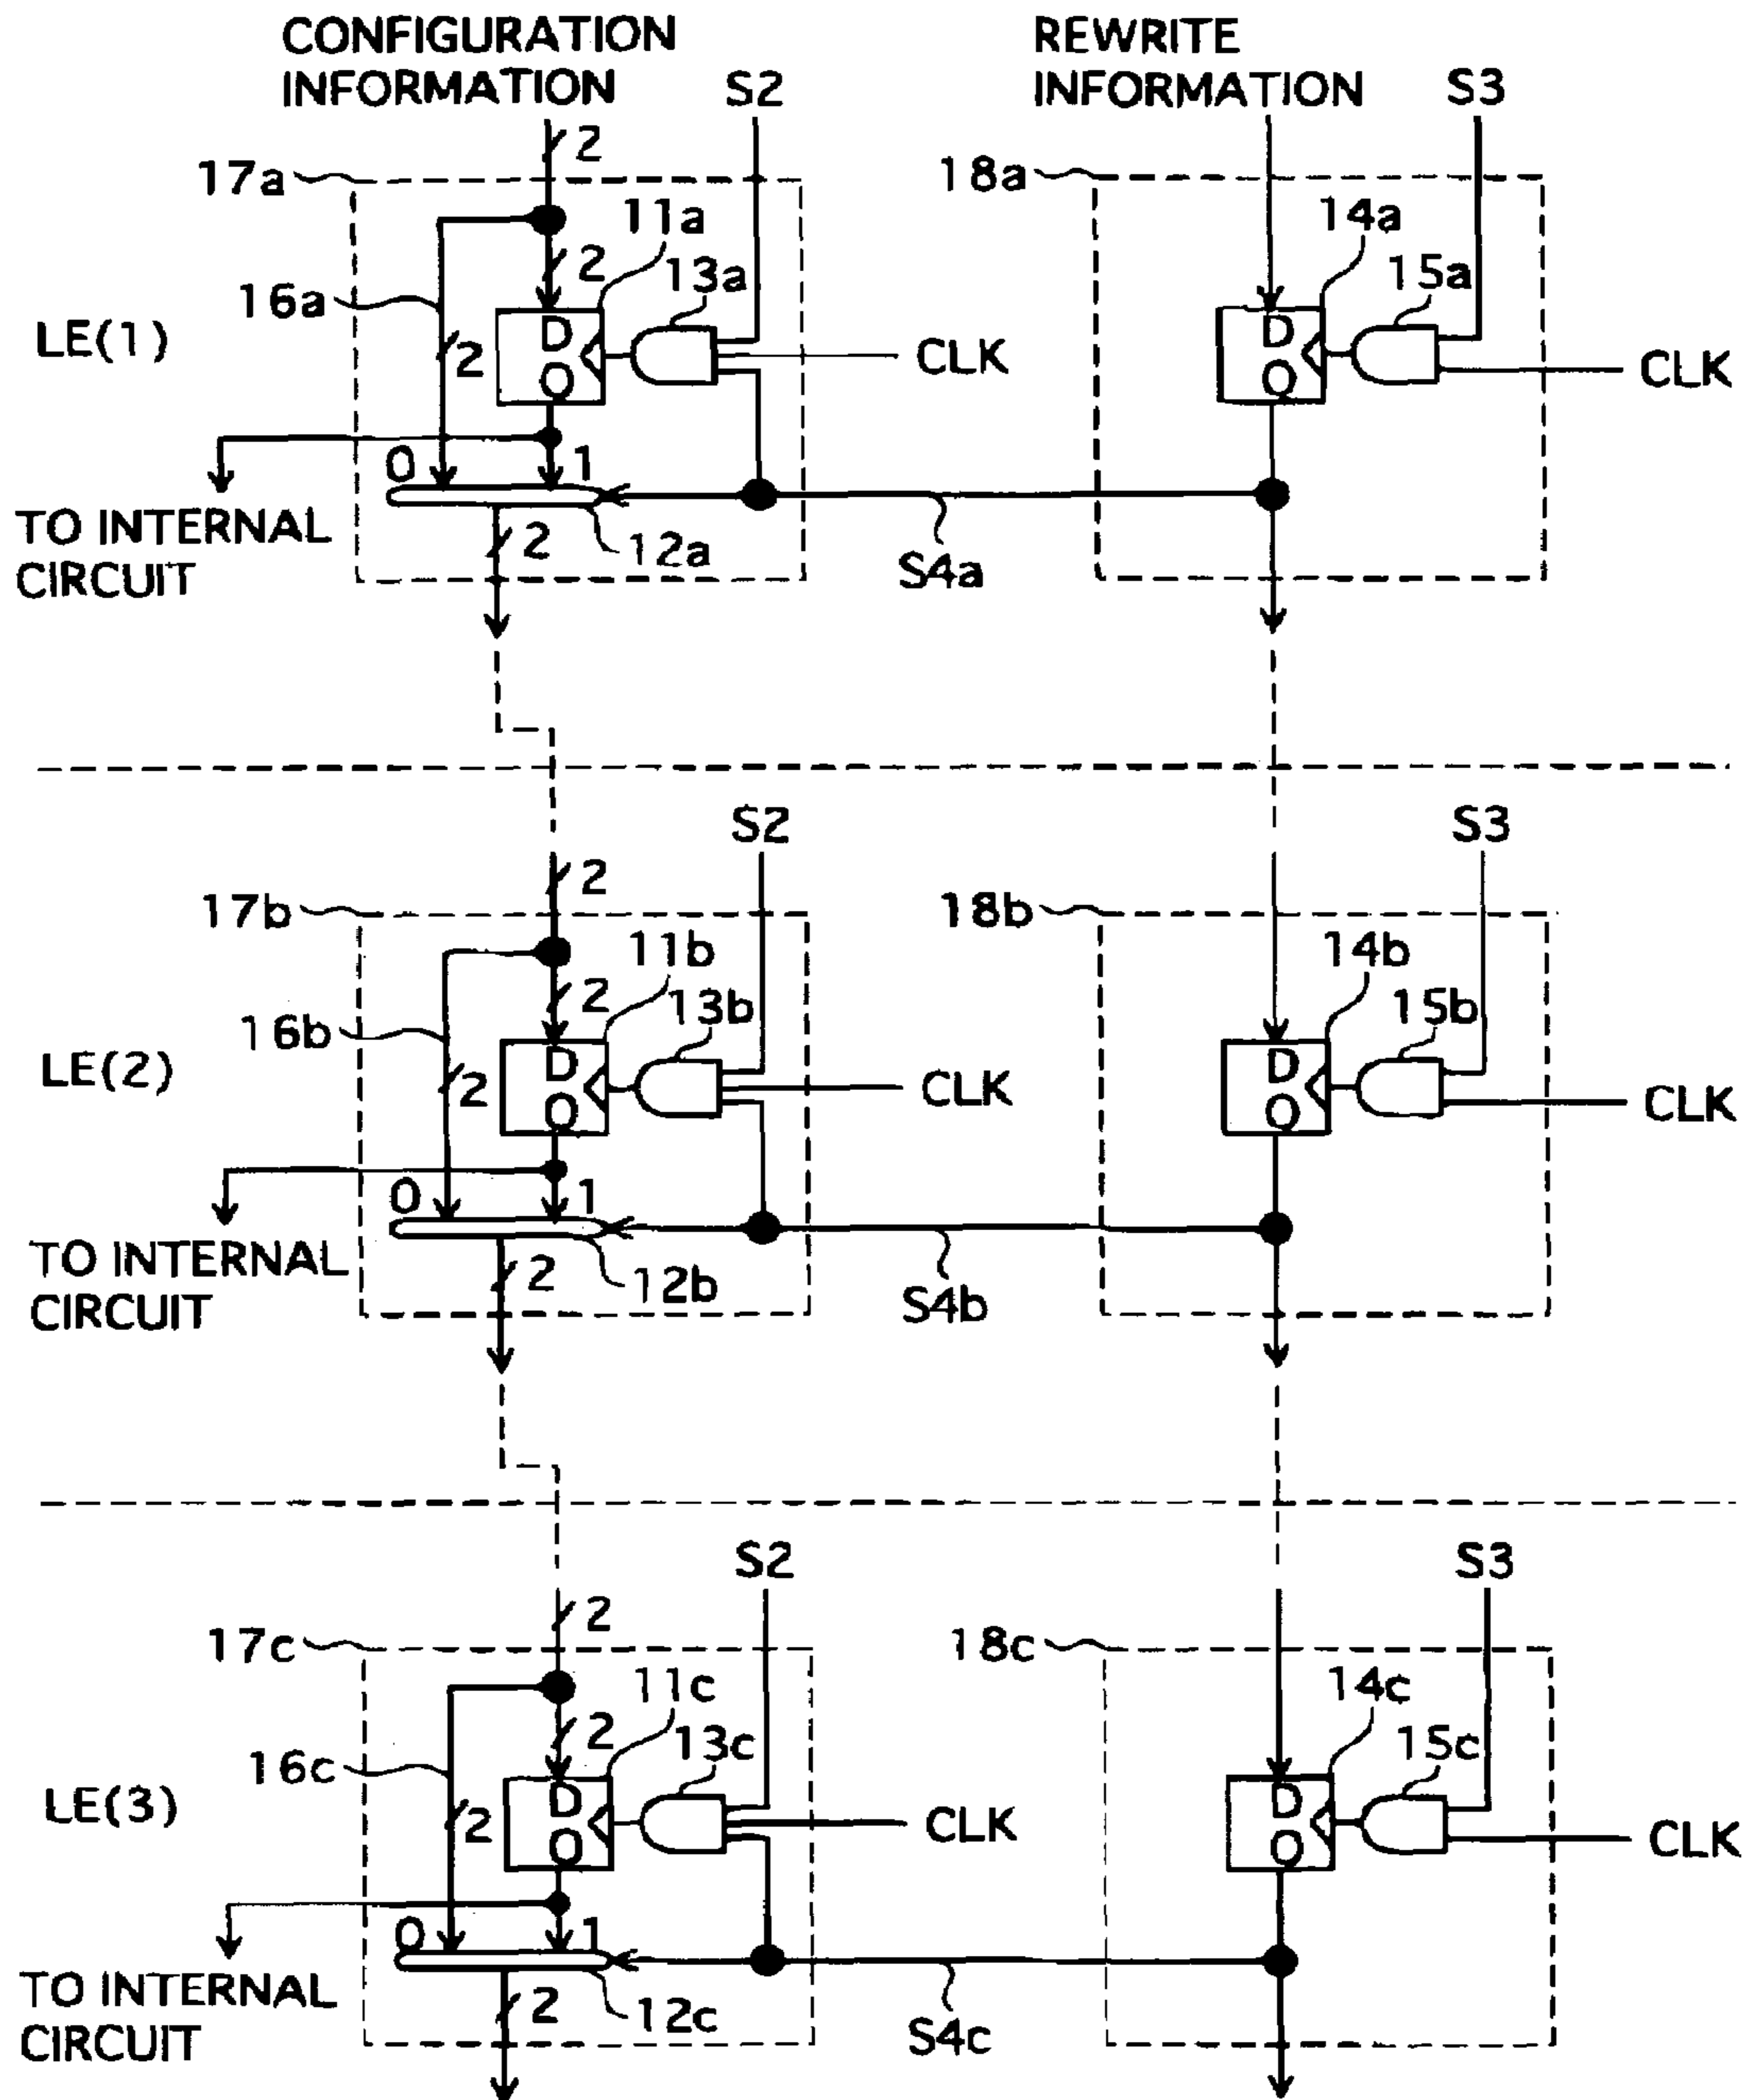 CONFIGURATION
INFORMATION
S2
REWRITE
INFORMATION
S3
2
17a
11a
2
13a
16a
LE(1)
2
D
Q
CLK
0
1
TO INTERNAL
CIRCUIT
2
12a
S4a
18a
14a
15a
D
Q
CLK
S2
S3
2
17b
11b
2
13b
16b
LE(2)
2
D
Q
CLK
0
1
TO INTERNAL
CIRCUIT
2
12b
S4b
18b
14b
15b
D
Q
CLK
S2
S3
2
17c
11c
2
13c
16c
LE(3)
2
D
Q
CLK
0
1
TO INTERNAL
CIRCUIT
2
12c
S4c
18c
14c
15c
D
Q
CLK